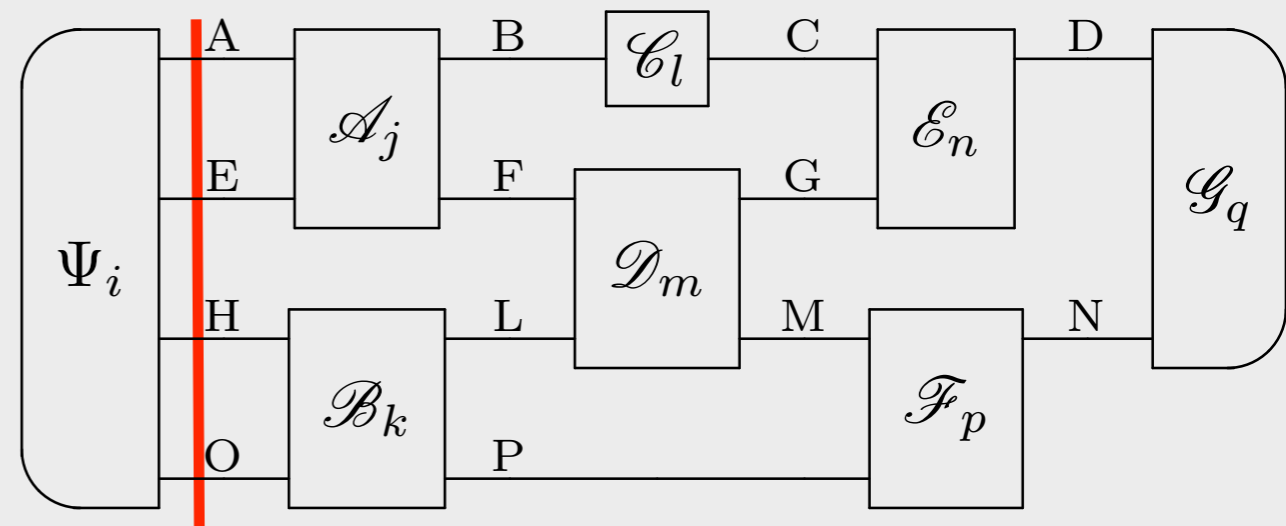 A B 𝒞_l C D
𝒜_j ℰ_n
E F G 𝒢_q
Ψ_i 𝒟_m
H L M N
ℬ_k ℱ_p
O P